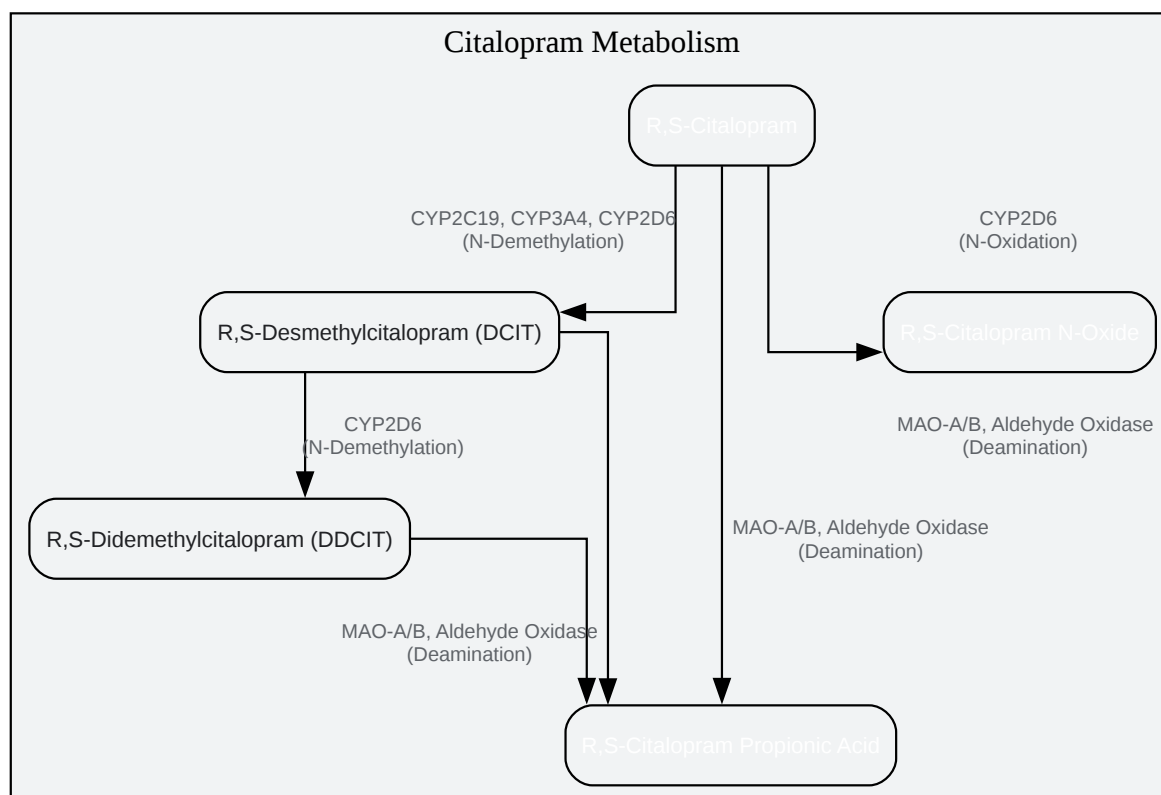 Citalopram Metabolism
R,S-Citalopram
CYP2C19, CYP3A4, CYP2D6
(N-Demethylation)
CYP2D6
(N-Oxidation)
R,S-Desmethylcitalopram (DCIT)
R,S-Citalopram N-Oxide
CYP2D6
(N-Demethylation)
MAO-A/B, Aldehyde Oxidase
(Deamination)
R,S-Didemethylcitalopram (DDCIT)
MAO-A/B, Aldehyde Oxidase
(Deamination)
MAO-A/B, Aldehyde Oxidase
(Deamination)
R,S-Citalopram Propionic Acid